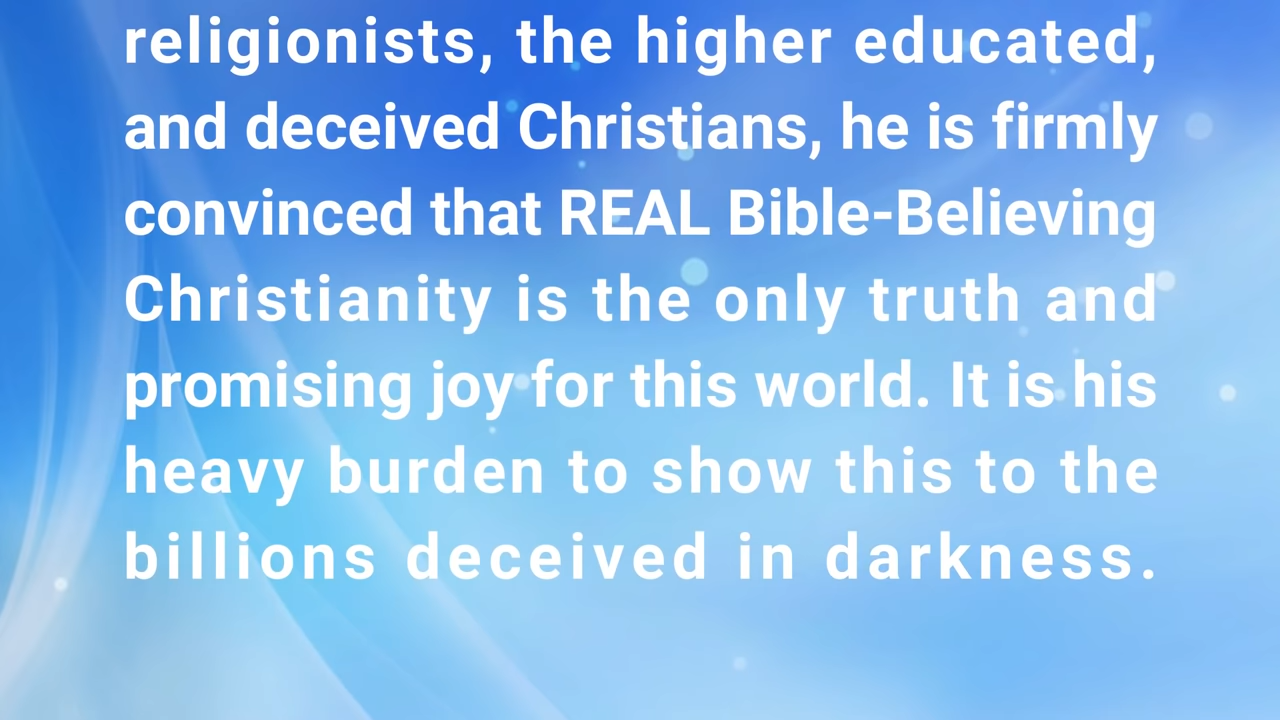 religionists, the higher educated,
and deceived Christians, he is firmly
convinced that REAL Bible-Believing
Christianity is the only truth and
promising joy for this world. It is his
heavy burden to show this to the
billions deceived in darkness.